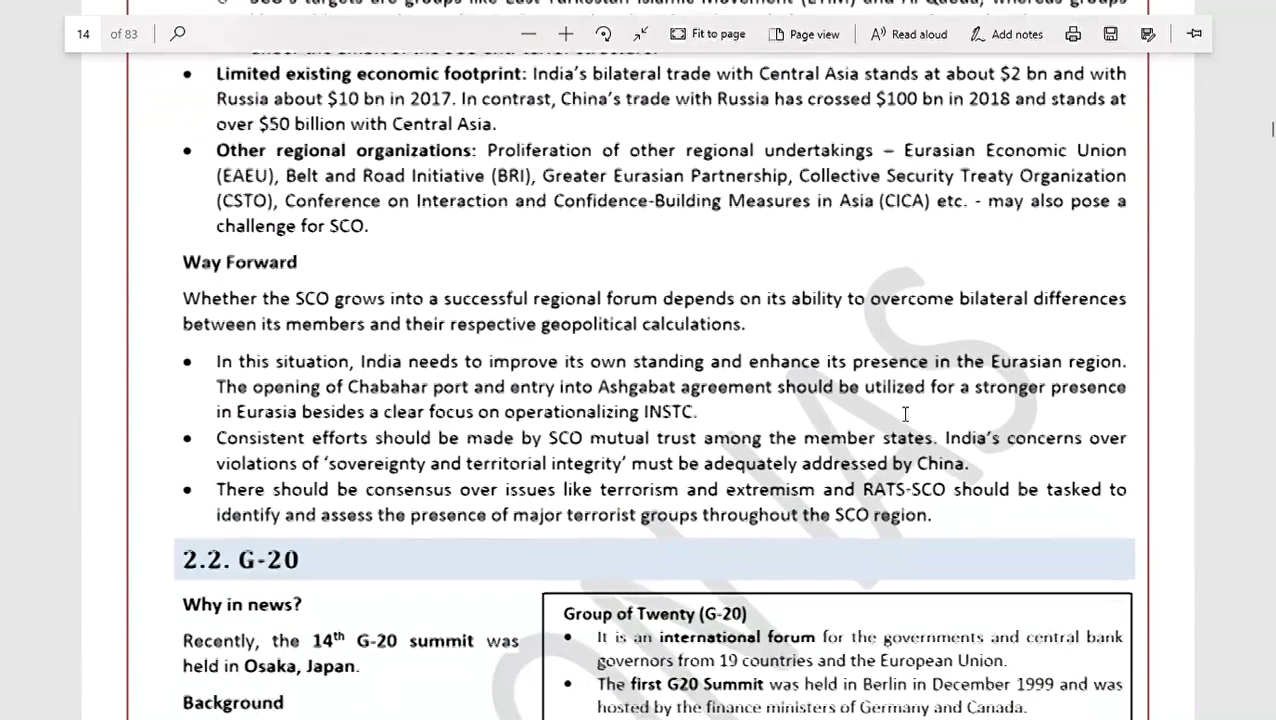 SCO's targets are groups like East Turkestan Islamic Movement (ETIM) and Al Qaeda, whereas groups
14 of 83 Fit to page Page view Read aloud Add notes
• Limited existing economic footprint: India's bilateral trade with Central Asia stands at about $2 bn and with
Russia about $10 bn in 2017. In contrast, China's trade with Russia has crossed $100 bn in 2018 and stands at
over $50 billion with Central Asia.
• Other regional organizations: Proliferation of other regional undertakings – Eurasian Economic Union
(EAEU), Belt and Road Initiative (BRI), Greater Eurasian Partnership, Collective Security Treaty Organization
(CSTO), Conference on Interaction and Confidence-Building Measures in Asia (CICA) etc. - may also pose a
challenge for SCO.
Way Forward
Whether the SCO grows into a successful regional forum depends on its ability to overcome bilateral differences
between its members and their respective geopolitical calculations.
• In this situation, India needs to improve its own standing and enhance its presence in the Eurasian region.
The opening of Chabahar port and entry into Ashgabat agreement should be utilized for a stronger presence
in Eurasia besides a clear focus on operationalizing INSTC.
• Consistent efforts should be made by SCO mutual trust among the member states. India's concerns over
violations of 'sovereignty and territorial integrity' must be adequately addressed by China.
• There should be consensus over issues like terrorism and extremism and RATS-SCO should be tasked to
identify and assess the presence of major terrorist groups throughout the SCO region.
2.2. G-20
Why in news?
Recently, the 14th G-20 summit was
held in Osaka, Japan.
Background
Group of Twenty (G-20)
• It is an international forum for the governments and central bank
governors from 19 countries and the European Union.
• The first G20 Summit was held in Berlin in December 1999 and was
hosted by the finance ministers of Germany and Canada.